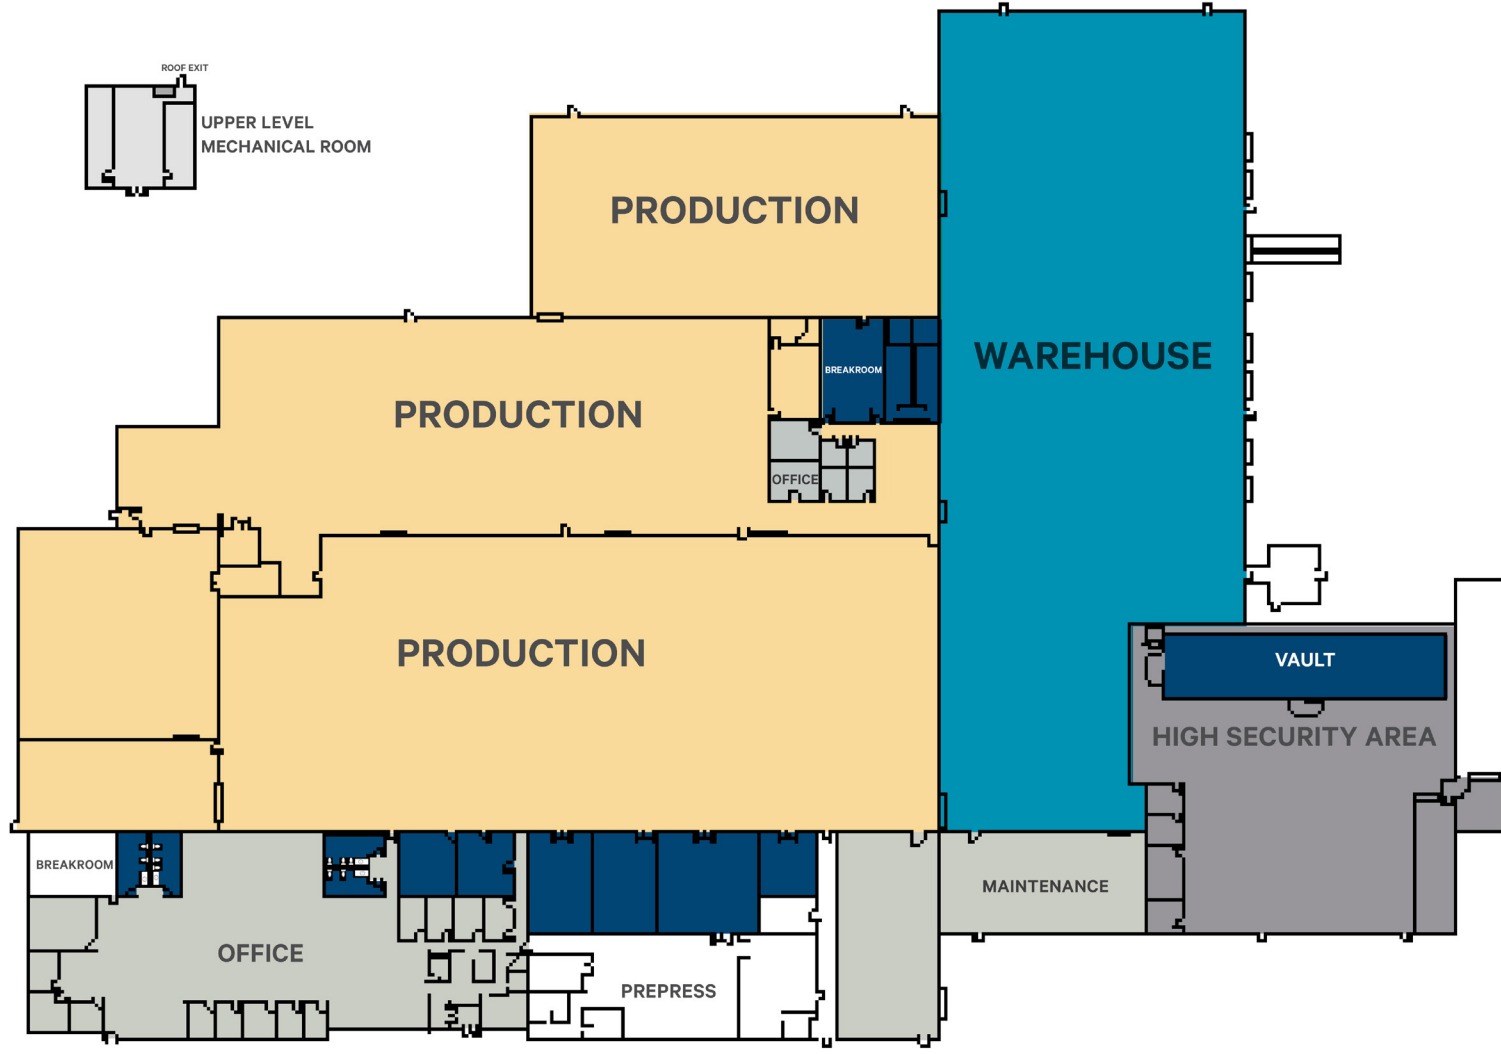 ROOF EXIT
UPPER LEVEL
MECHANICAL ROOM
PRODUCTION
WAREHOUSE
BREAKROOM
PRODUCTION
OFFICE
PRODUCTION
VAULT
HIGH SECURITY AREA
BREAKROOM
MAINTENANCE
OFFICE
PREPRESS